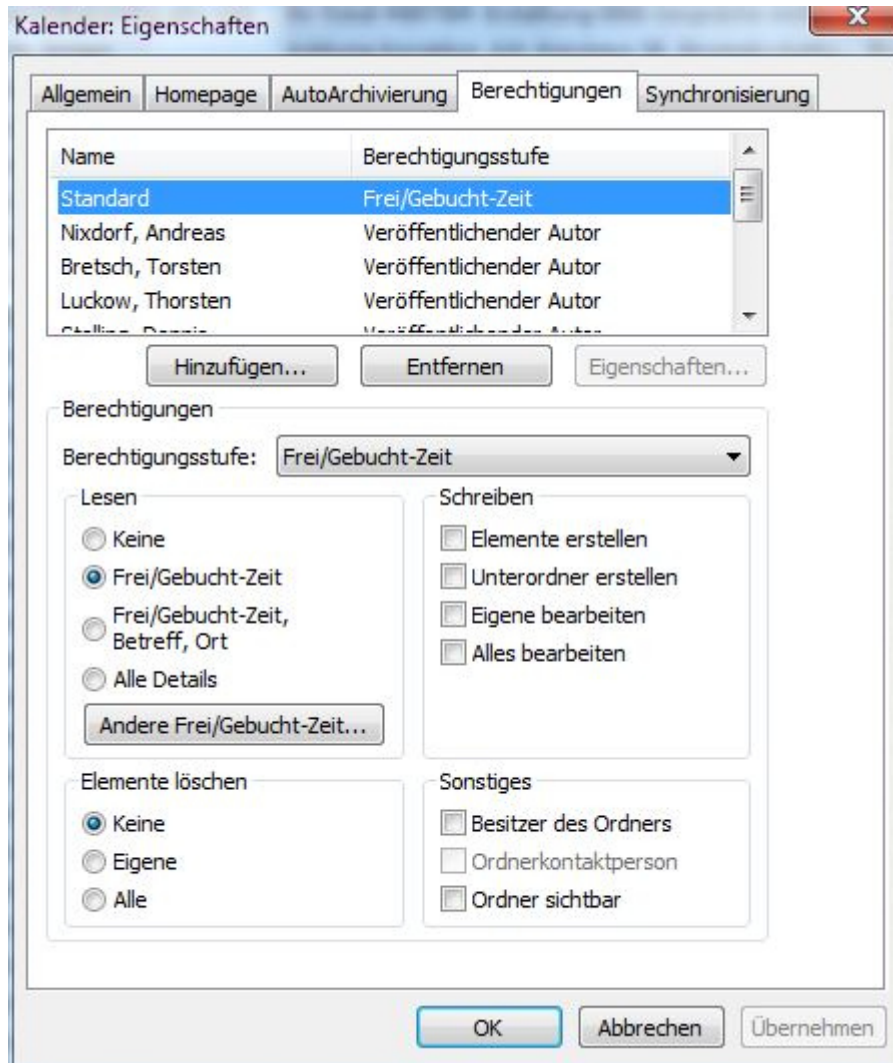 Kalender: Eigenschaften
Allgemein Homepage AutoArchivierung Berechtigungen Synchronisierung
Name Berechtigungsstufe
Standard Frei/Gebucht-Zeit
Nixdorf, Andreas Veröffentlichender Autor
Bretsch, Torsten Veröffentlichender Autor
Luckow, Thorsten Veröffentlichender Autor
Veröffentlichender Autor
Hinzufügen... Entfernen Eigenschaften...
Berechtigungen
Berechtigungsstufe: Frei/Gebucht-Zeit
Lesen
Keine
Frei/Gebucht-Zeit
Frei/Gebucht-Zeit,
Betreff, Ort
Alle Details
Andere Frei/Gebucht-Zeit...
Schreiben
Elemente erstellen
Unterordner erstellen
Eigene bearbeiten
Alles bearbeiten
Elemente löschen
Keine
Eigene
Alle
Sonstiges
Besitzer des Ordners
Ordnerkontaktperson
Ordner sichtbar
OK Abbrechen Übernehmen